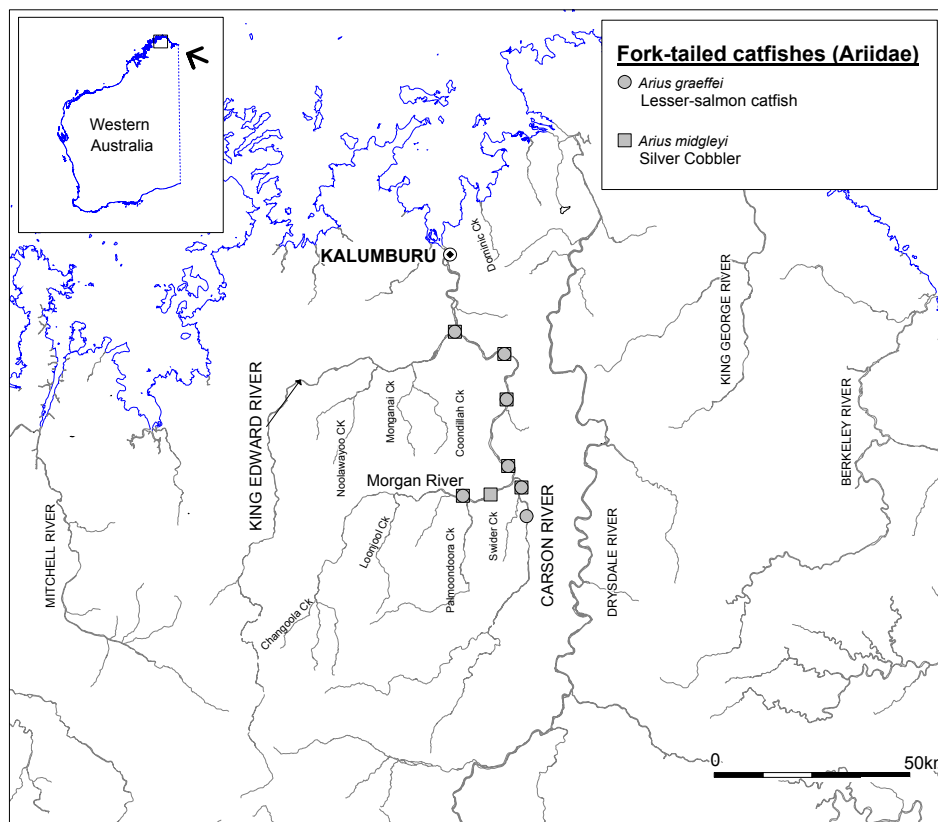 Western
Australia
Fork-tailed catfishes (Ariidae)
Arius graeffei
Lesser-salmon catfish
Arius midgleyi
Silver Cobbler
KALUMBURU
Dominic Ck
KING GEORGE RIVER
BERKELEY RIVER
KING EDWARD RIVER
Noolawayoo CK
Monganai Ck
Coondillah Ck
Morgan River
MITCHELL RIVER
Changoola Ck
Loonjool Ck
Palmoondoora Ck
Swider Ck
CARSON RIVER
DRYSDALE RIVER
0
50km